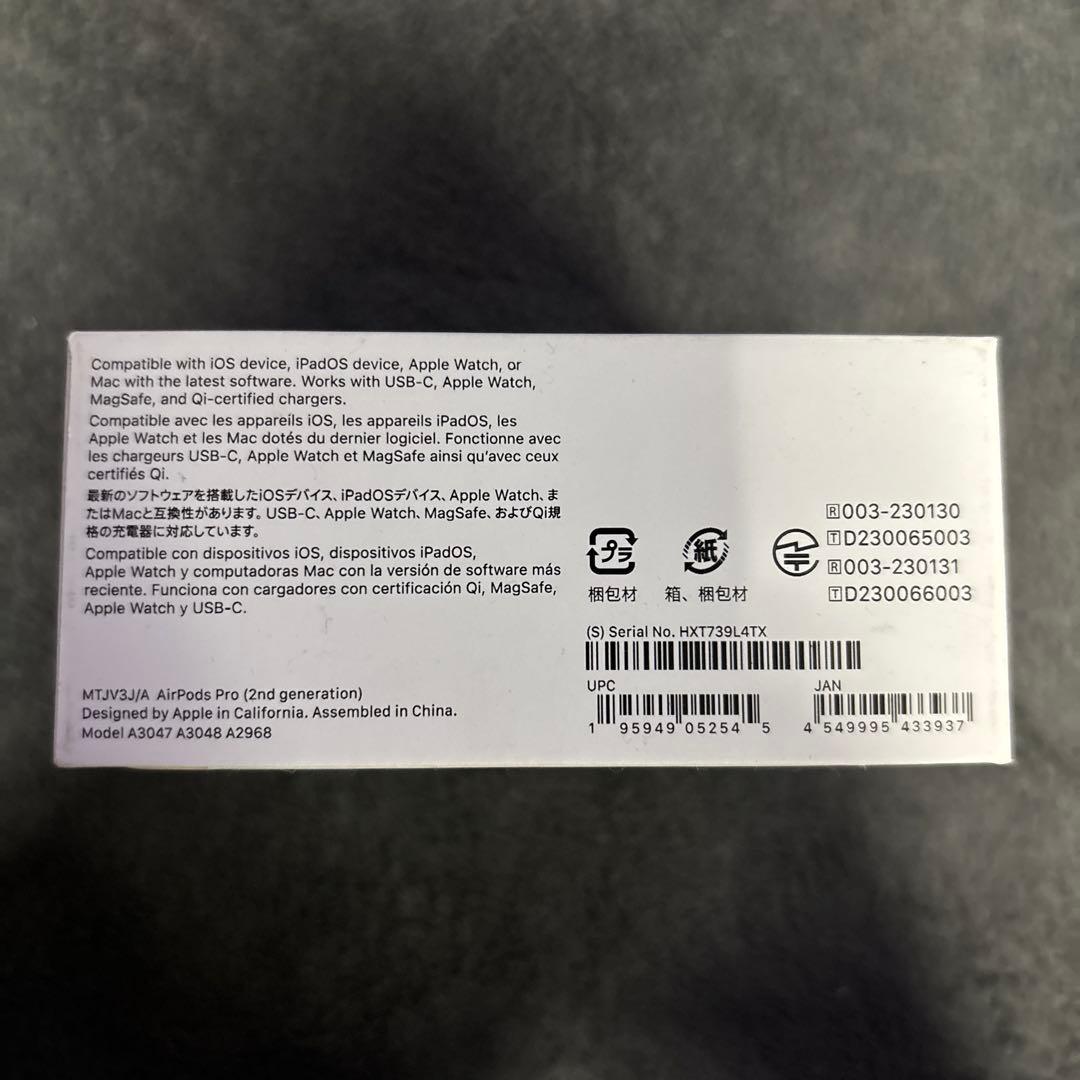 Compatible with iOS device, iPadOS device, Apple Watch, or
Mac with the latest software. Works with USB-C, Apple Watch,
MagSafe, and Qi-certified chargers.
Compatible avec les appareils iOS, les appareils iPadOS, les
Apple Watch et les Mac dotés du dernier logiciel. Fonctionne avec
les chargeurs USB-C, Apple Watch et MagSafe ainsi qu'avec ceux
certifiés Qi.
最新のソフトウェアを搭載したiOSデバイス、iPadOSデバイス、Apple Watch、ま
たはMacと互換性があります。USB-C、Apple Watch、MagSafe、およびQi規
格の充電器に対応しています。
Compatible con dispositivos iOS, dispositivos iPadOS,
Apple Watch y computadoras Mac con la versión de software más
reciente. Funciona con cargadores con certificación Qi, MagSafe,
Apple Watch y USB-C.
MTJV3J/A AirPods Pro (2nd generation)
Designed by Apple in California. Assembled in China.
Model A3047 A3048 A2968
プラ
梱包材
紙
箱、梱包材
R 003-230130
T D230065003
R 003-230131
T D230066003
(S) Serial No. HXT739L4TX
UPC
1 95949 05254 5
JAN
4 549995 433937